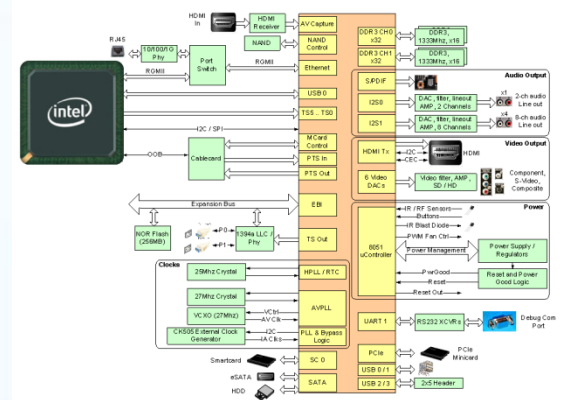 HDMI
In
HDMI
Receiver
AV Capture
NAND
NAND
Control
RJ45
10/100/1G
Phy
Port
Switch
RGMII
RGMII
Ethernet
USB 0
TS5 .. TS0
I2C / SPI
MCard
Control
OOB
Cablecard
PTS In
PTS Out
Expansion Bus
EBI
NOR Flash
(256MB)
P0
P1
1394a LLC /
Phy
TS Out
Clocks
25Mhz Crystal
HPLL / RTC
27Mhz Crystal
VCXO (27Mhz)
VCtrl
AV Clk
AVPLL
CK505 External Clock
Generator
I2C
IA Clks
PLL & Bypass
Logic
Smartcard
SC 0
eSATA
HDD
SATA
intel
DDR3 CH0
x32
DDR3,
1333Mhz, x16
DDR3 CH1
x32
DDR3,
1333Mhz, x16
Audio Output
S/PDIF
I2S0
DAC, filter, lineout
AMP, 2 Channels
x1
2-ch audio
Line out
I2S1
DAC, filter, lineout
AMP, 8 Channels
x4
8-ch audio
Line out
Video Output
HDMI Tx
I2C
CEC
HDMI
6 Video
DACs
Video filter, AMP,
SD / HD
Component,
S-Video,
Composite
Power
IR /RF Sensors
Buttons
IR Blast Diode
PWM Fan Ctrl
8051
uController
Power Management
Power Supply /
Regulators
PwrGood
Reset
Reset Out
Reset and Power
Good Logic
UART 1
RS232 XCVRs
Debug Com
Port
PCIe
PCIe
Minicard
USB 0/1
USB 2/3
2x5 Header